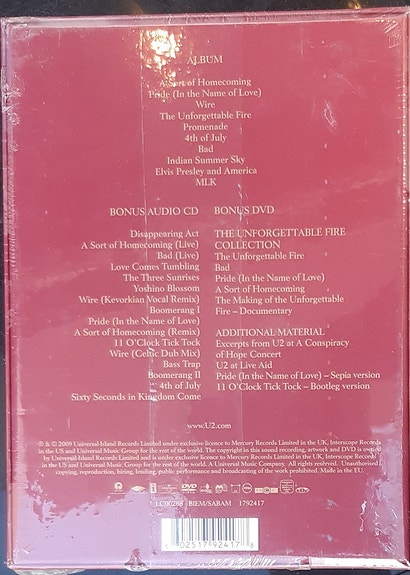 ALBUM
A Sort of Homecoming
Pride (In the Name of Love)
Wire
The Unforgettable Fire
Promenade
4th of July
Bad
Indian Summer Sky
Elvis Presley and America
MLK
BONUS AUDIO CD
Disappearing Act
A Sort of Homecoming (Live)
Bad (Live)
Love Comes Tumbling
The Three Sunrises
Yoshino Blossom
Wire (Kevorkian Vocal Remix)
Boomerang I
Pride (In the Name of Love)
A Sort of Homecoming (Remix)
11 O'Clock Tick Tock
Wire (Celtic Dub Mix)
Bass Trap
Boomerang II
4th of July
Sixty Seconds in Kingdom Come
BONUS DVD
THE UNFORGETTABLE FIRE
COLLECTION
The Unforgettable Fire
Bad
Pride (In the Name of Love)
A Sort of Homecoming
The Making of the Unforgettable
Fire – Documentary
ADDITIONAL MATERIAL
Excerpts from U2 at A Conspiracy
of Hope Concert
U2 at Live Aid
Pride (In the Name of Love) – Sepia version
11 O'Clock Tick Tock – Bootleg version
www.U2.com
℗ & © 2009 Universal-Island Records Limited under exclusive licence to Mercury Records Limited in the UK, Interscope Records
in the US and Universal Music Group for the rest of the world. The copyright in this sound recording, artwork and DVD is owned
by Universal-Island Records Limited and is under exclusive licence to Mercury Records Limited in the UK, Interscope Records
in the US and Universal Music Group for the rest of the world. A Universal Music Company. All rights reserved. Unauthorised
copying, reproduction, hiring, lending, public performance and broadcasting of the work prohibited. Made in the EU.
LC00268 BIEM/SABAM 1792417
02517 92417 8